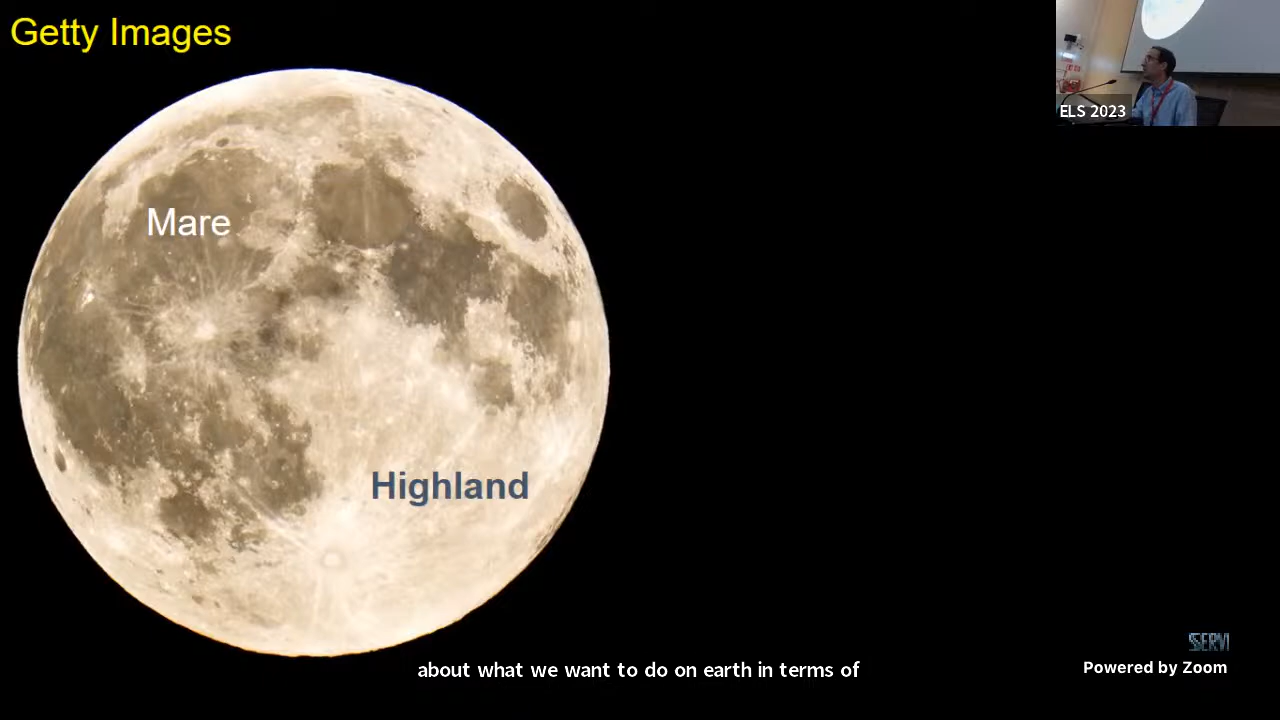 Getty Images
ELS 2023
Mare
Highland
about what we want to do on earth in terms of
Powered by Zoom